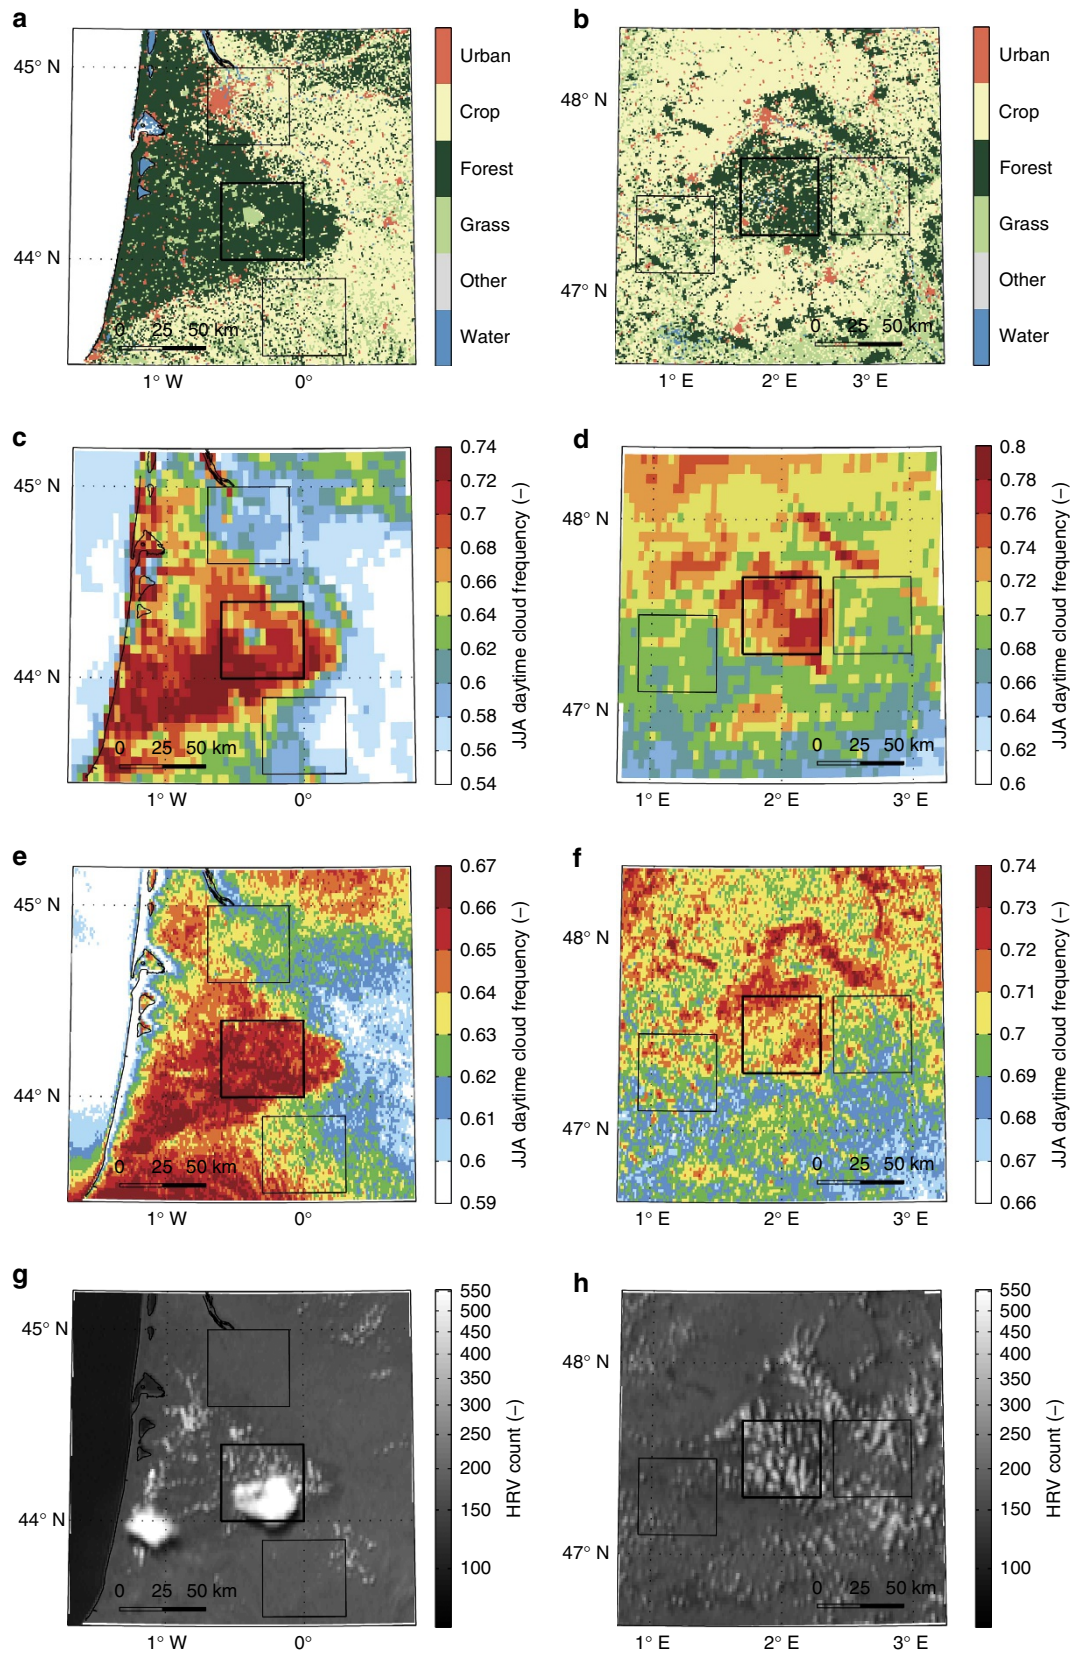 a
45° N
44° N
0 25 50 km
1° W 0°
Urban
Crop
Forest
Grass
Other
Water
b
48° N
47° N
0 25 50 km
1° E 2° E 3° E
Urban
Crop
Forest
Grass
Other
Water
c
45° N
44° N
0 25 50 km
1° W 0°
0.74
0.72
0.7
0.68
0.66
0.64
0.62
0.6
0.58
0.56
0.54
JJA daytime cloud frequency (–)
d
48° N
47° N
0 25 50 km
1° E 2° E 3° E
0.8
0.78
0.76
0.74
0.72
0.7
0.68
0.66
0.64
0.62
0.6
JJA daytime cloud frequency (–)
e
45° N
44° N
0 25 50 km
1° W 0°
0.67
0.66
0.65
0.64
0.63
0.62
0.61
0.6
0.59
JJA daytime cloud frequency (–)
f
48° N
47° N
0 25 50 km
1° E 2° E 3° E
0.74
0.73
0.72
0.71
0.7
0.69
0.68
0.67
0.66
JJA daytime cloud frequency (–)
g
45° N
44° N
0 25 50 km
1° W 0°
550
500
450
400
350
300
250
200
150
100
HRV count (–)
h
48° N
47° N
0 25 50 km
1° E 2° E 3° E
550
500
450
400
350
300
250
200
150
100
HRV count (–)